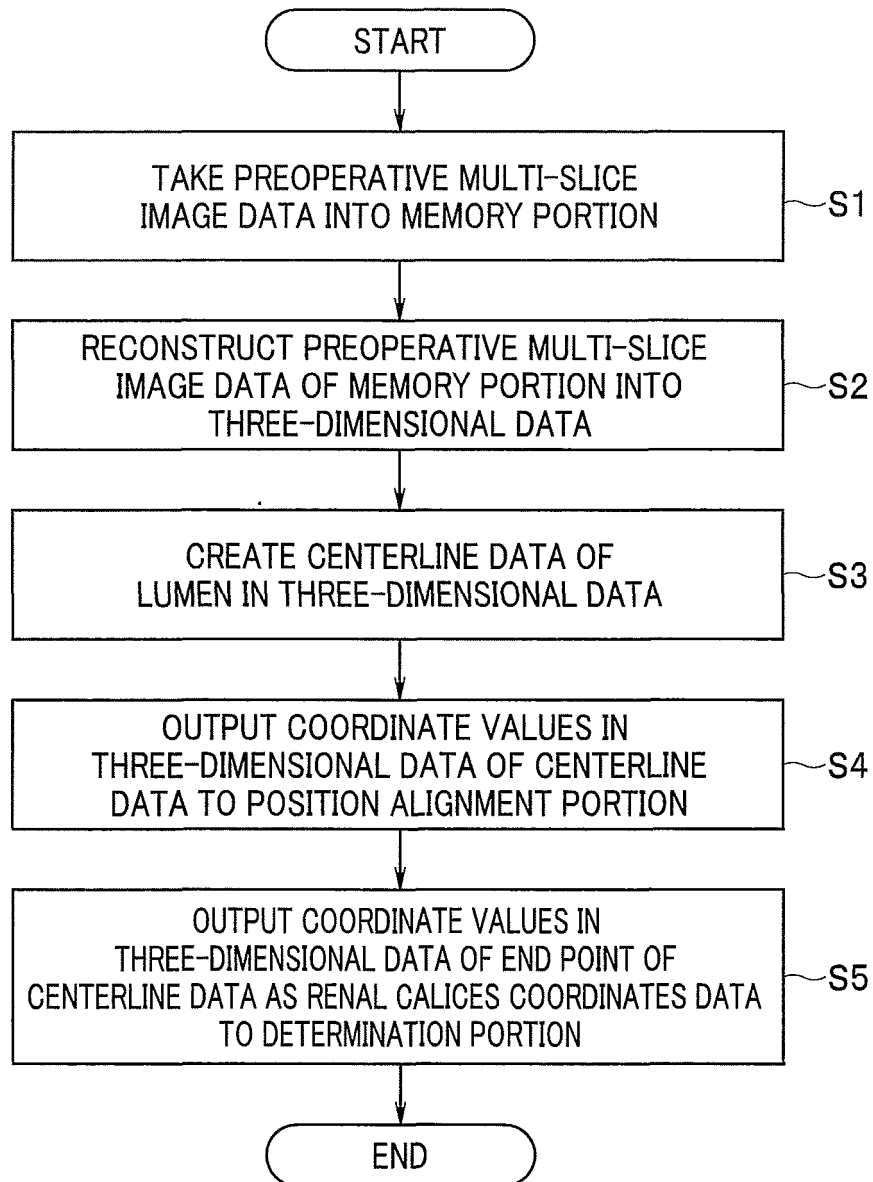 START
TAKE PREOPERATIVE MULTI-SLICE
IMAGE DATA INTO MEMORY PORTION
S1
RECONSTRUCT PREOPERATIVE MULTI-SLICE
IMAGE DATA OF MEMORY PORTION INTO
THREE-DIMENSIONAL DATA
S2
CREATE CENTERLINE DATA OF
LUMEN IN THREE-DIMENSIONAL DATA
S3
OUTPUT COORDINATE VALUES IN
THREE-DIMENSIONAL DATA OF CENTERLINE
DATA TO POSITION ALIGNMENT PORTION
S4
OUTPUT COORDINATE VALUES IN
THREE-DIMENSIONAL DATA OF END POINT OF
CENTERLINE DATA AS RENAL CALICES COORDINATES DATA
TO DETERMINATION PORTION
S5
END